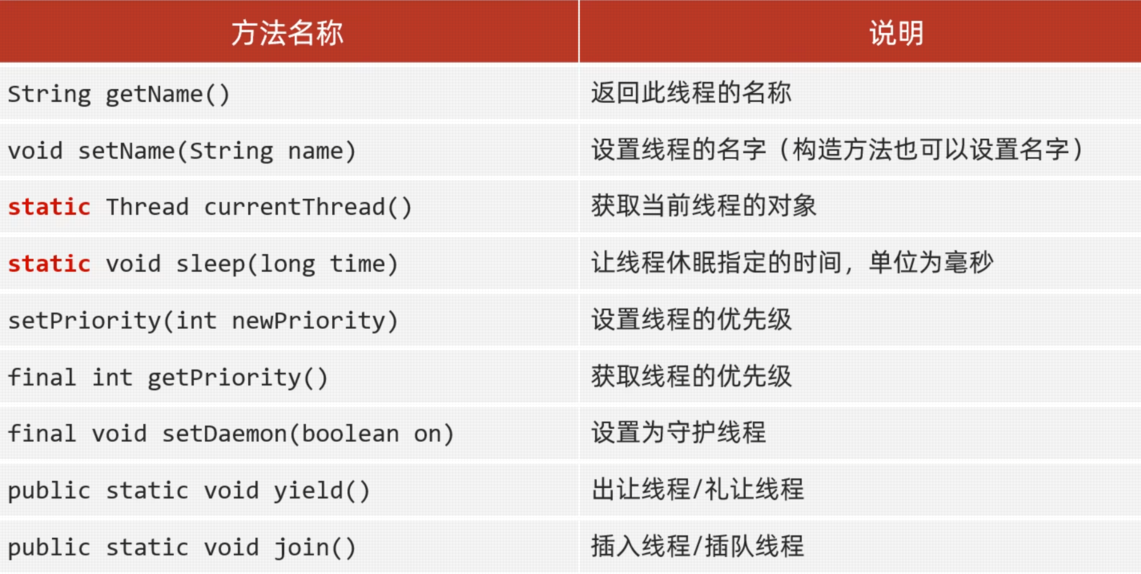 方法名称 说明
String getName() 返回此线程的名称
void setName(String name) 设置线程的名字（构造方法也可以设置名字）
static Thread currentThread() 获取当前线程的对象
static void sleep(long time) 让线程休眠指定的时间，单位为毫秒
setPriority(int newPriority) 设置线程的优先级
final int getPriority() 获取线程的优先级
final void setDaemon(boolean on) 设置为守护线程
public static void yield() 出让线程/礼让线程
public static void join() 插入线程/插队线程